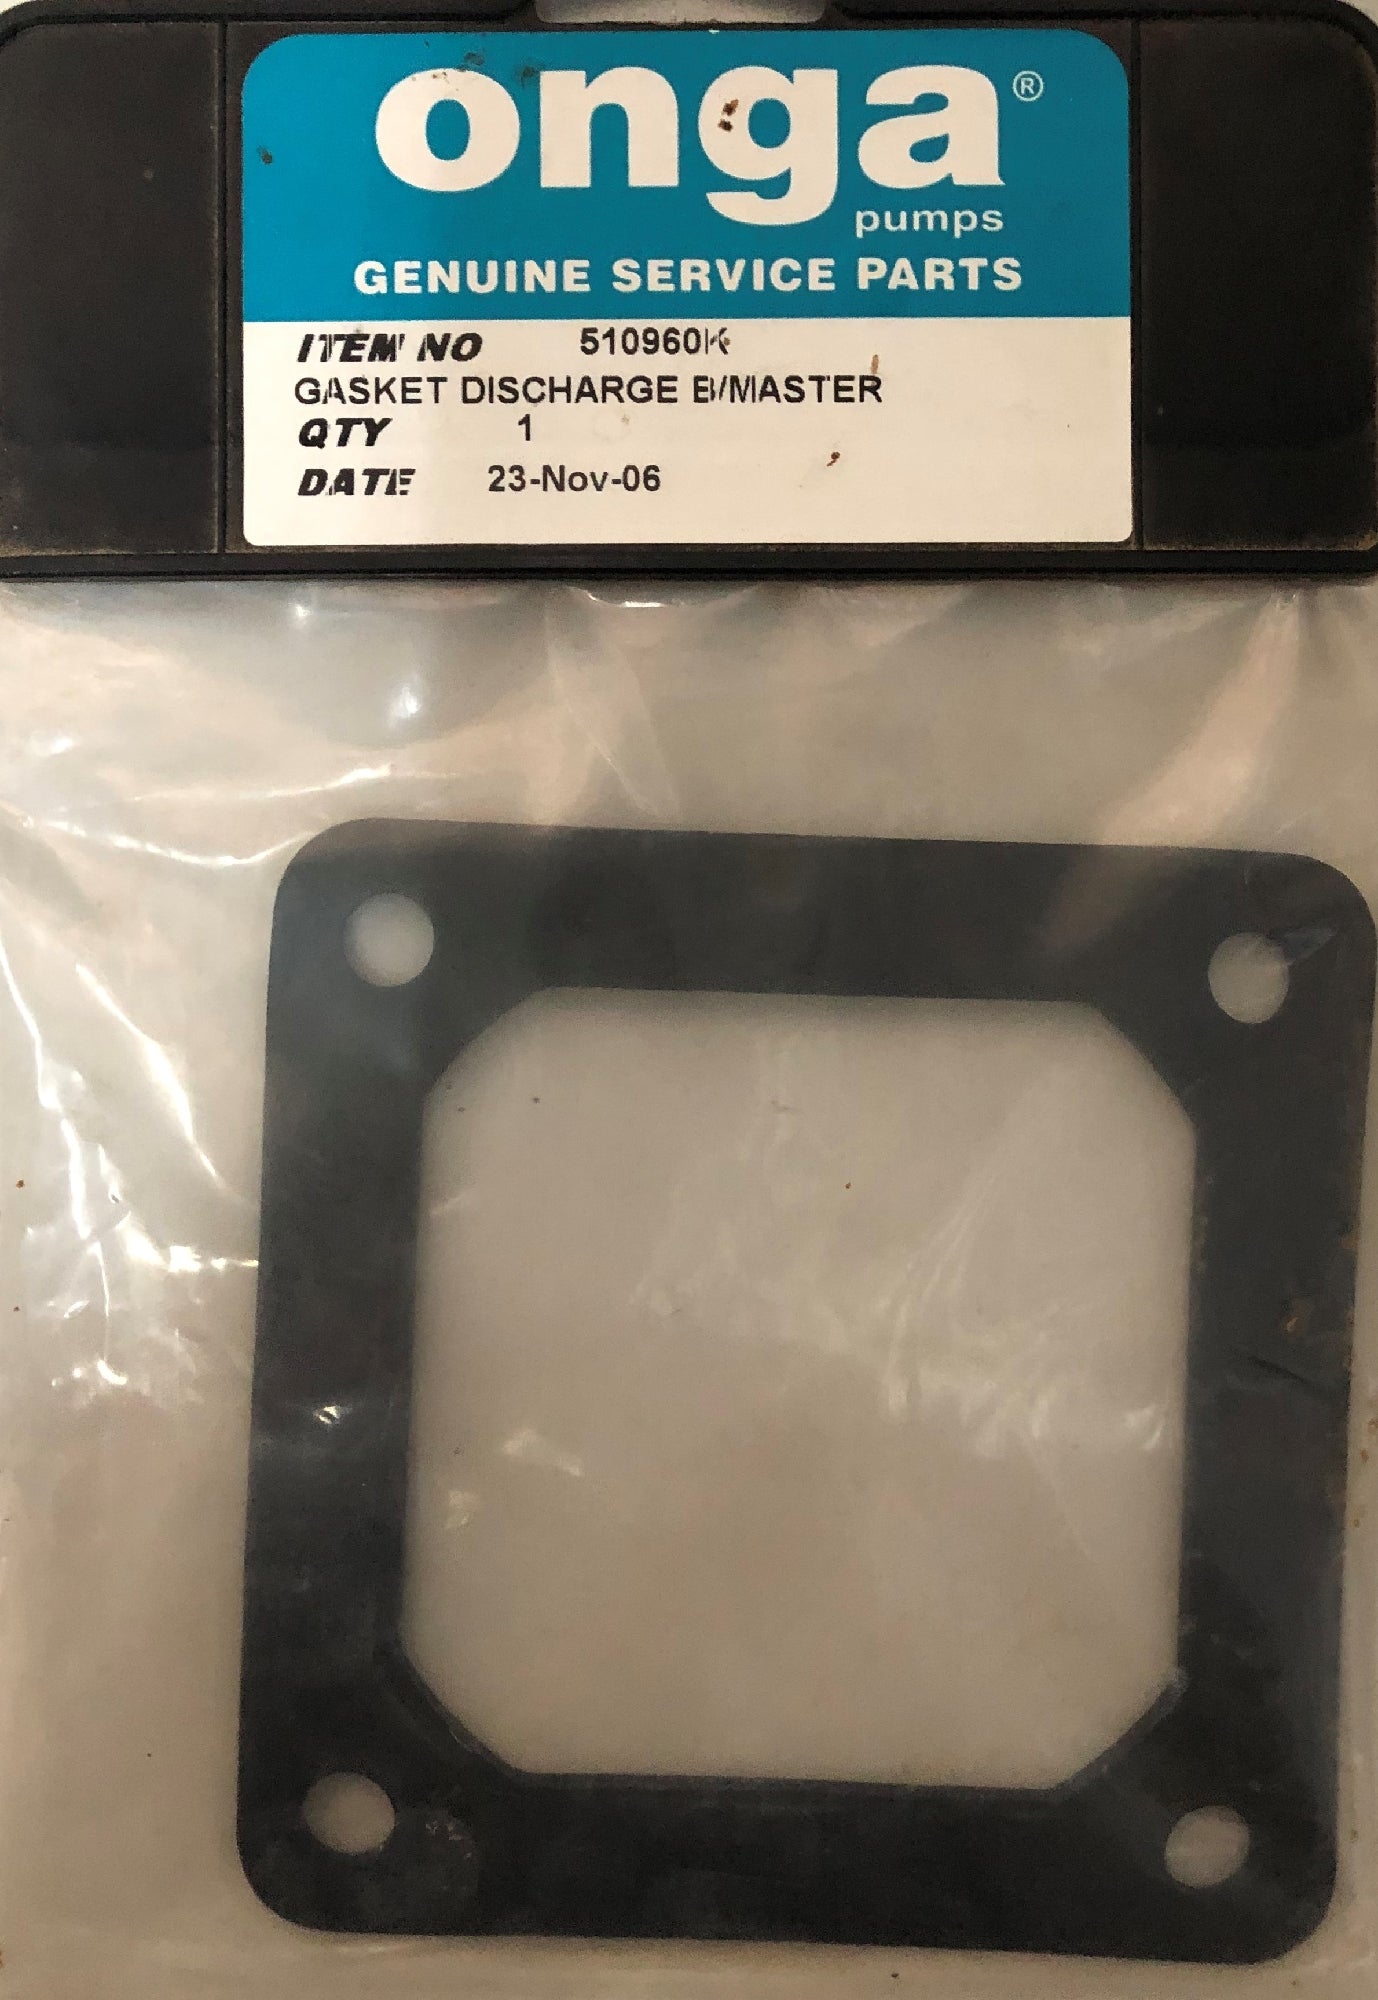 onga®
pumps
GENUINE SERVICE PARTS
ITEM NO 510960K
GASKET DISCHARGE B/MASTER
QTY 1
DATE 23-Nov-06